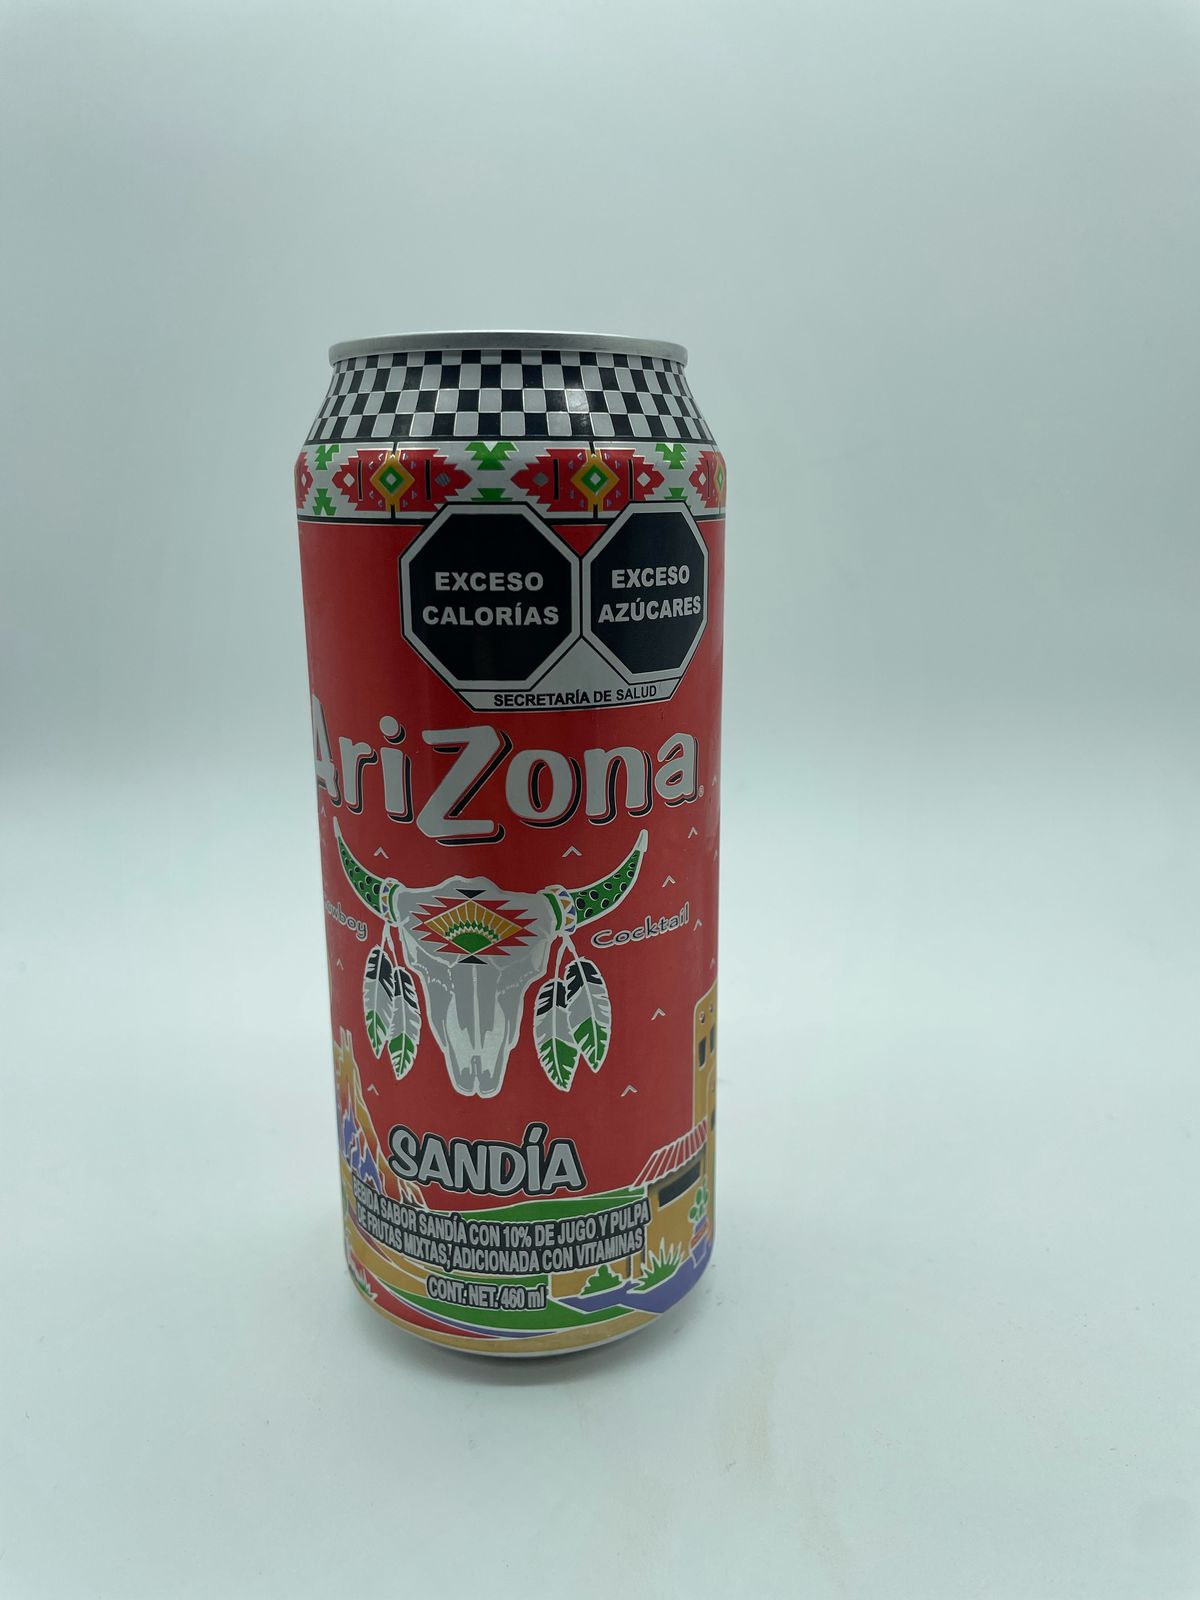 EXCESO
CALORÍAS
EXCESO
AZÚCARES
SECRETARÍA DE SALUD
AriZona
Cowboy
Cocktail
SANDÍA
BEBIDA SABOR SANDÍA CON 10% DE JUGO Y PULPA
DE FRUTAS MIXTAS, ADICIONADA CON VITAMINAS
CONT. NET. 460 ml